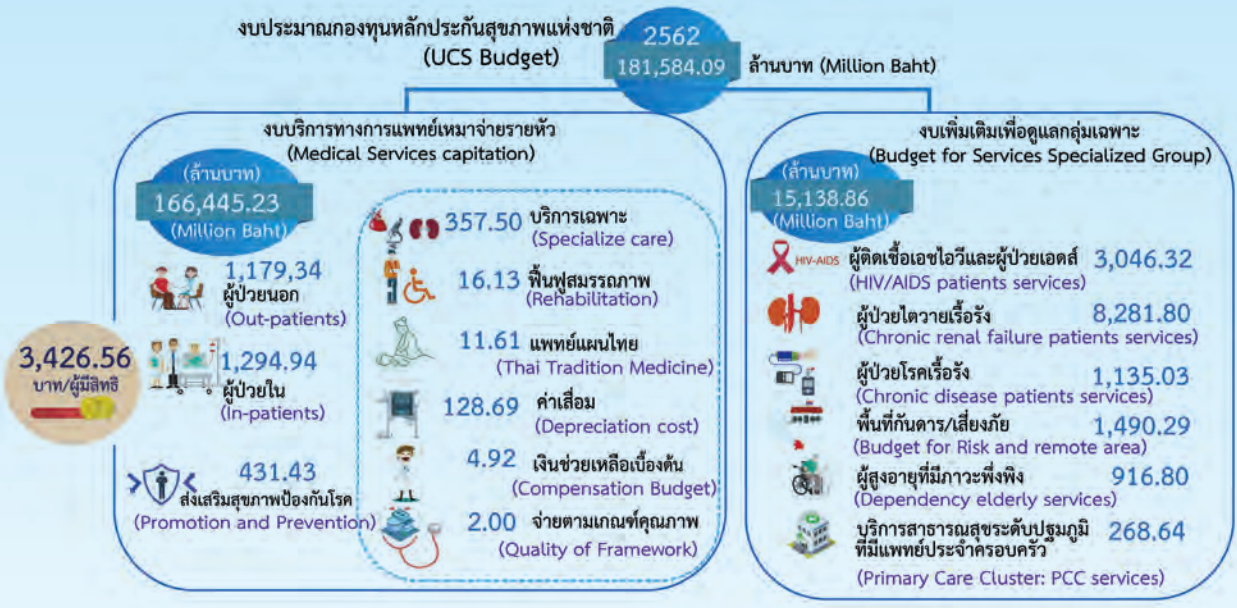 งบประมาณกองทุนหลักประกันสุขภาพแห่งชาติ
(UCS Budget)
2562
181,584.09
ล้านบาท (Million Baht)
งบบริการทางการแพทย์เหมาจ่ายรายหัว
(Medical Services capitation)
(ล้านบาท)
166,445.23
(Million Baht)
3,426.56
บาท/ผู้มีสิทธิ
1,179,34
ผู้ป่วยนอก
(Out-patients)
1,294.94
ผู้ป่วยใน
(In-patients)
431.43
ส่งเสริมสุขภาพป้องกันโรค
(Promotion and Prevention)
357.50 บริการเฉพาะ
(Specialize care)
16.13 ฟื้นฟูสมรรถภาพ
(Rehabilitation)
11.61 แพทย์แผนไทย
(Thai Tradition Medicine)
128.69 ค่าเสื่อม
(Depreciation cost)
4.92 เงินช่วยเหลือเบื้องต้น
(Compensation Budget)
2.00 จ่ายตามเกณฑ์คุณภาพ
(Quality of Framework)
งบเพิ่มเติมเพื่อดูแลกลุ่มเฉพาะ
(Budget for Services Specialized Group)
(ล้านบาท)
15,138.86
(Million Baht)
HIV-AIDS ผู้ติดเชื้อเอชไอวีและผู้ป่วยเอดส์ 3,046.32
(HIV/AIDS patients services)
ผู้ป่วยไตวายเรื้อรัง 8,281.80
(Chronic renal failure patients services)
ผู้ป่วยโรคเรื้อรัง 1,135.03
(Chronic disease patients services)
พื้นที่กันดาร/เสี่ยงภัย 1,490.29
(Budget for Risk and remote area)
ผู้สูงอายุที่มีภาวะพึ่งพิง 916.80
(Dependency elderly services)
บริการสาธารณสุขระดับปฐมภูมิ 268.64
ที่มีแพทย์ประจำครอบครัว
(Primary Care Cluster: PCC services)